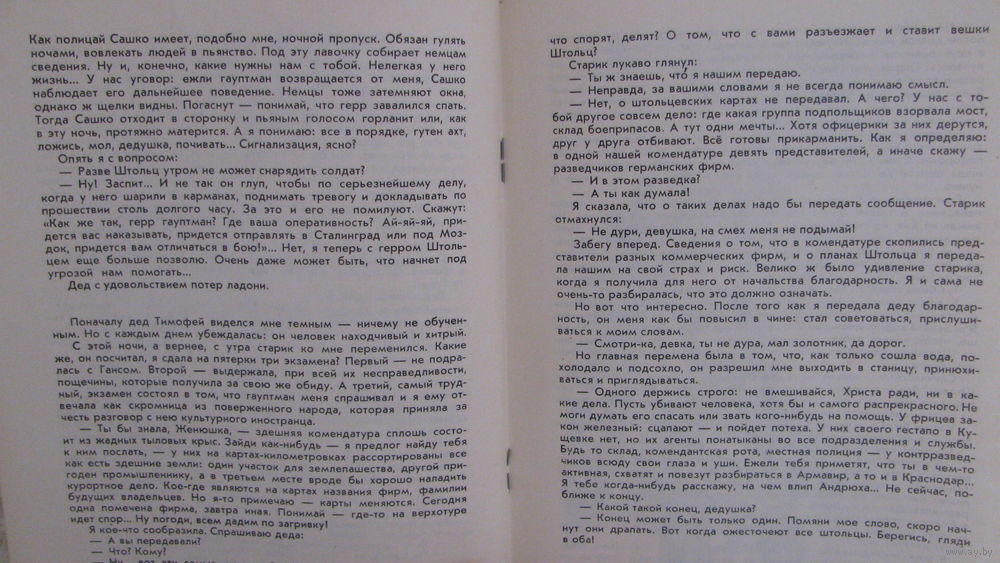 Как полицай Сашко имеет, подобно мне, ночной пропуск. Обязан гулять
ночами, вовлекать людей в пьянство. Под эту лавочку собирает немцам
сведения. Ну и, конечно, какие нужны нам с тобой. Нелегкая у него
жизнь... У нас уговор: ежли гауптман возвращается от меня, Сашко
наблюдает его дальнейшее поведение. Немцы тоже затемняют окна,
однако ж щелки видны. Погаснут — понимай, что герр завалился спать.
Тогда Сашко отходит в сторонку и пьяным голосом горланит или, как
в эту ночь, протяжно матерится. А я понимаю: все в порядке, гутен ахт,
ложись, мол, дедушка, почивать... Сигнализация, ясно?
Опять я с вопросом:
— Разве Штольц утром не может снарядить солдат?
— Ну! Заспит... И не так он глуп, чтобы по серьезнейшему делу,
когда у него шарили в карманах, поднимать тревогу и докладывать по
прошествии столь долгого часу. За это и его не помилуют. Скажут:
«Как же так, герр гауптман? Где ваша оперативность? Ай-яй-яй, при-
дется вас наказывать, придется отправлять в Сталинград или под Моз-
док, придется вам отличаться в бою!»... Нет, я теперь с герром Штоль-
цем еще больше позволю. Очень даже может быть, что начнет под
угрозой нам помогать...
Дед с удовольствием потер ладони.
Поначалу дед Тимофей виделся мне темным — ничему не обучен-
ным. Но с каждым днем убеждалась: он человек находчивый и хитрый.
С этой ночи, а вернее, с утра старик ко мне переменился. Какие
же, он посчитал, я сдала на пятерки три экзамена? Первый — не подра-
лась с Гансом. Второй — выдержала, при всей их несправедливости,
пощечины, которые получила за свою же обиду. А третий, самый труд-
ный, экзамен состоял в том, что гауптман меня спрашивал и я ему от-
вечала как скромница из поверженного народа, которая приняла за
честь разговор с нею культурного иностранца.
— Ты бы знала, Женюшка, — здешняя комендатура сплошь состо-
ит из жадных тыловых крыс. Зайди как-нибудь — я предлог найду тебя
к ним послать, — у них на картах-километровках рассортированы все
как есть здешние земли: один участок для землепашества, другой при-
годен промышленнику, а в третьем месте вроде бы хорошо наладить
курортное дело. Кое-где являются на картах названия фирм, фамилии
будущих владельцев. Но я-то примечаю — карты меняются. Сегодня
одна помечена фирма, завтра иная. Понимай — где-то на верхотуре
идет спор... Ну погоди, всем дадим по загривку!
Я кое-что сообразила. Спрашиваю деда:
— А вы передавали?
— Что? Кому?
— Ну, вот эти
что спорят, делят? О том, что с вами разъезжает и ставит вешки
Штольц?
Старик лукаво глянул:
— Ты ж знаешь, что́ я нашим передаю.
— Неправда, за вашими словами я не всегда понимаю смысл.
— Нет, о штольцевских картах не передавал. А чего? У нас с то-
бой другое совсем дело: где какая группа подпольщиков взорвала мост,
склад боеприпасов. А тут одни мечты... Хотя офицерики за них дерутся,
друг у друга отбивают. Всё готовы прикарманить. Как я определяю:
в одной нашей комендатуре девять представителей, а иначе скажу —
разведчиков германских фирм.
— И в этом разведка?
— А ты как думала!
Я сказала, что о таких делах надо бы передать сообщение. Старик
отмахнулся:
— Не дури, девушка, на смех меня не подымай!
Забегу вперед. Сведения о том, что в комендатуре скопились пред-
ставители разных коммерческих фирм, и о планах Штольца я переда-
ла нашим на свой страх и риск. Велико ж было удивление старика,
когда я получила для него от начальства благодарность. Я и сама не
очень-то разбиралась, что это должно означать.
Но вот что интересно. После того как я передала деду благодар-
ность, он меня как бы повысил в чине: стал советоваться, прислуши-
ваться к моим словам.
— Смотри-ка, девка, ты не дура, мал золотник, да дорог.
Но главная перемена была в том, что, как только сошла вода, по-
холодало и подсохло, он разрешил мне выходить в станицу, принюхи-
ваться и приглядываться.
— Одного держись строго: не вмешивайся, Христа ради, ни в ка-
кие дела. Пусть убивают человека, хотя бы и самого распрекрасного. Не
моги думать его спасать или звать кого-нибудь на помощь. У фрицев за-
кон железный: сцапают — и пойдет потеха. У них своего гестапо в Ку-
щевке нет, но их агенты понатыканы во все подразделения и службы.
Будь то склад, комендантская рота, местная полиция — у контрразвед-
чиков всюду свои глаза и уши. Ежели тебя приметят, что ты в чем-то
активная, схватят и повезут разбираться в Армавир, а то и в Краснодар...
Я тебе когда-нибудь расскажу, на чем влип Андрюха... Не сейчас, по-
ближе к концу.
— Какой такой конец, дедушка?
— Конец может быть только один. Помяни мое слово, скоро нач-
нут они драпать. Вот когда ожесточеют все штольцы. Берегись, гляди
в оба!
www.ay.by